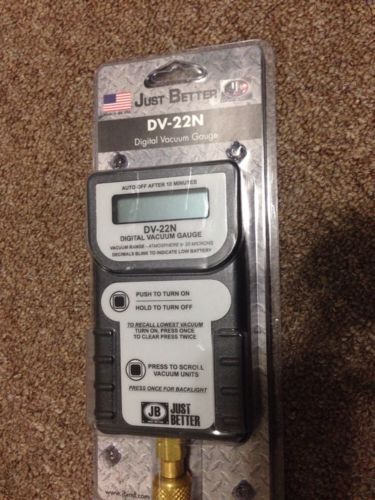 JUST BETTER
DV-22N
Digital Vacuum Gauge
AUTO-OFF AFTER 10 MINUTES
DV-22N
DIGITAL VACUUM GAUGE
VACUUM RANGE - ATMOSPHERE to 20 MICRONS
DECIMALS BLINK TO INDICATE LOW BATTERY
PUSH TO TURN ON
HOLD TO TURN OFF
TO RECALL LOWEST VACUUM
TURN ON, PRESS ONCE
TO CLEAR PRESS TWICE
PRESS TO SCROLL
VACUUM UNITS
PRESS ONCE FOR BACKLIGHT
JB
JUST
BETTER